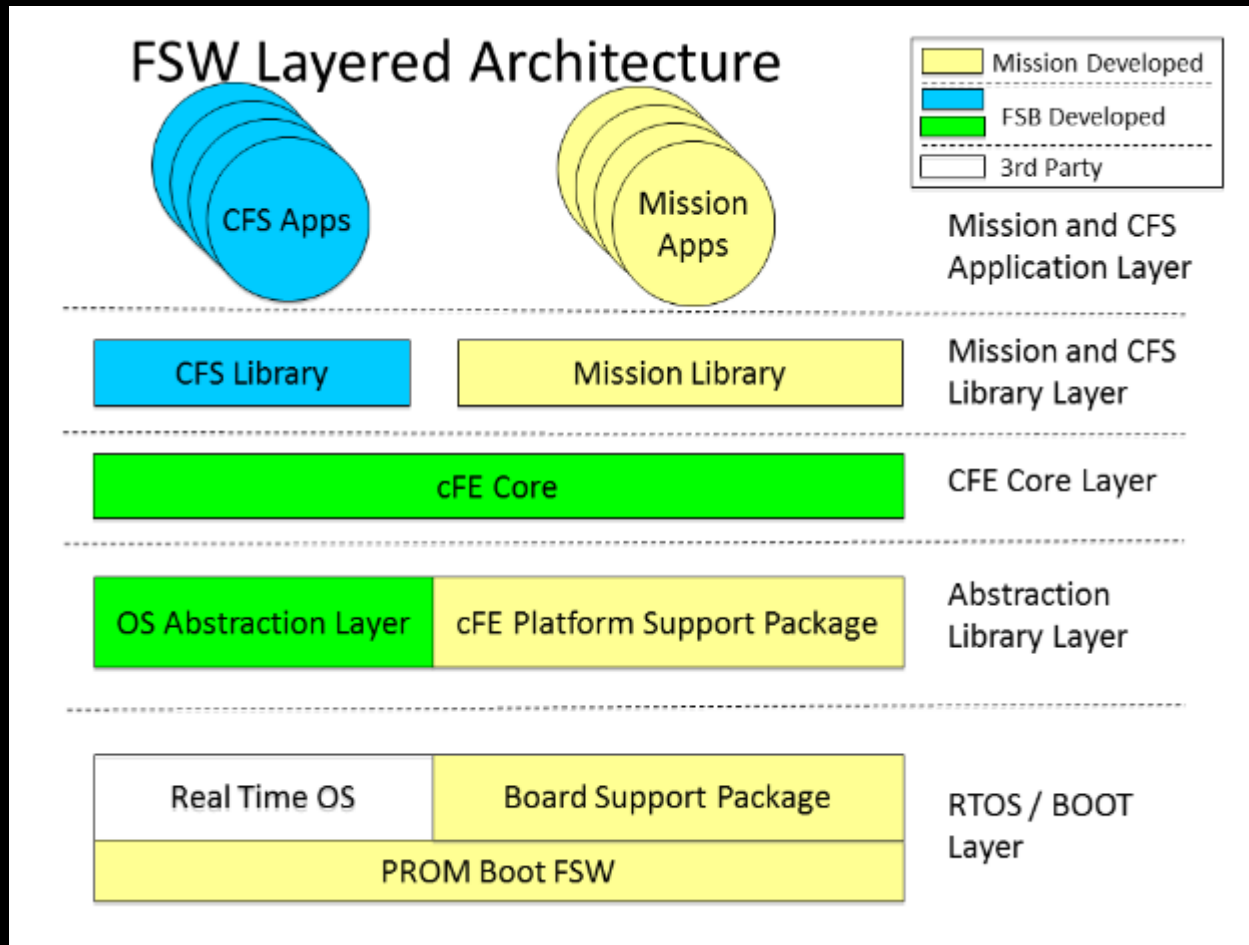 FSW Layered Architecture
Mission Developed
FSB Developed
3rd Party
CFS Apps
Mission
Apps
Mission and CFS
Application Layer
CFS Library
Mission Library
Mission and CFS
Library Layer
cFE Core
CFE Core Layer
OS Abstraction Layer
cFE Platform Support Package
Abstraction
Library Layer
Real Time OS
Board Support Package
PROM Boot FSW
RTOS / BOOT
Layer